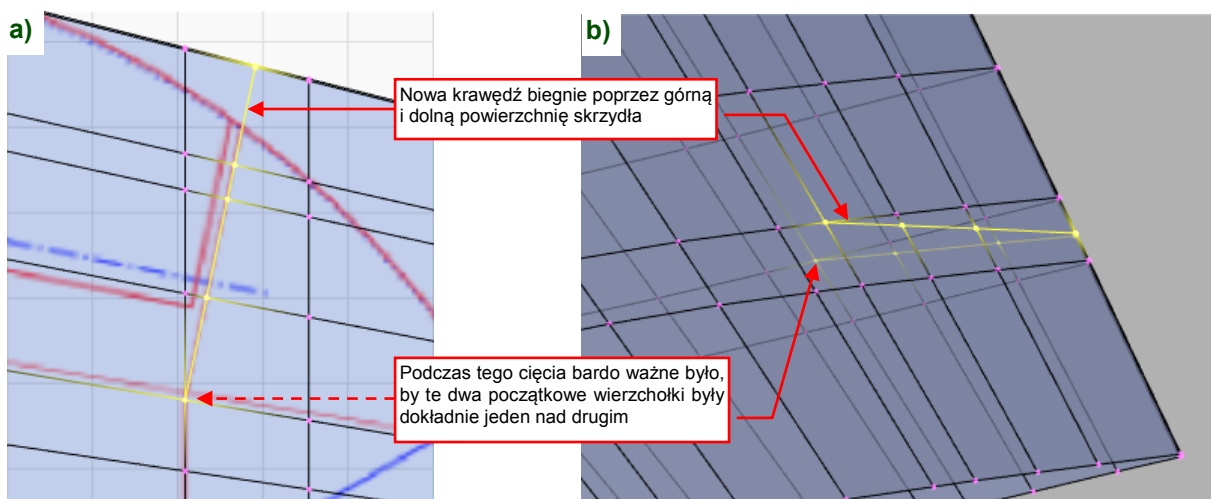 a)
b)
Nowa krawędź biegnie poprzez górną
i dolną powierzchnię skrzydła
Podczas tego cięcia bardo ważne było,
by te dwa początkowe wierzchołki były
dokładnie jeden nad drugim